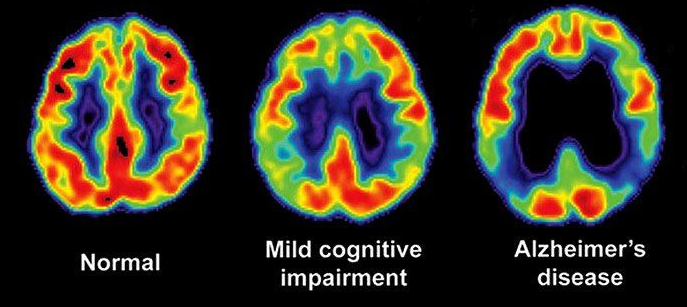 Normal
Mild cognitive
impairment
Alzheimer's
disease